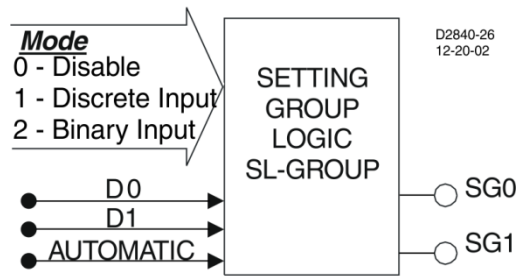 Mode
0 - Disable
1 - Discrete Input
2 - Binary Input
D0
D1
AUTOMATIC
SETTING
GROUP
LOGIC
SL-GROUP
D2840-26
12-20-02
SG0
SG1